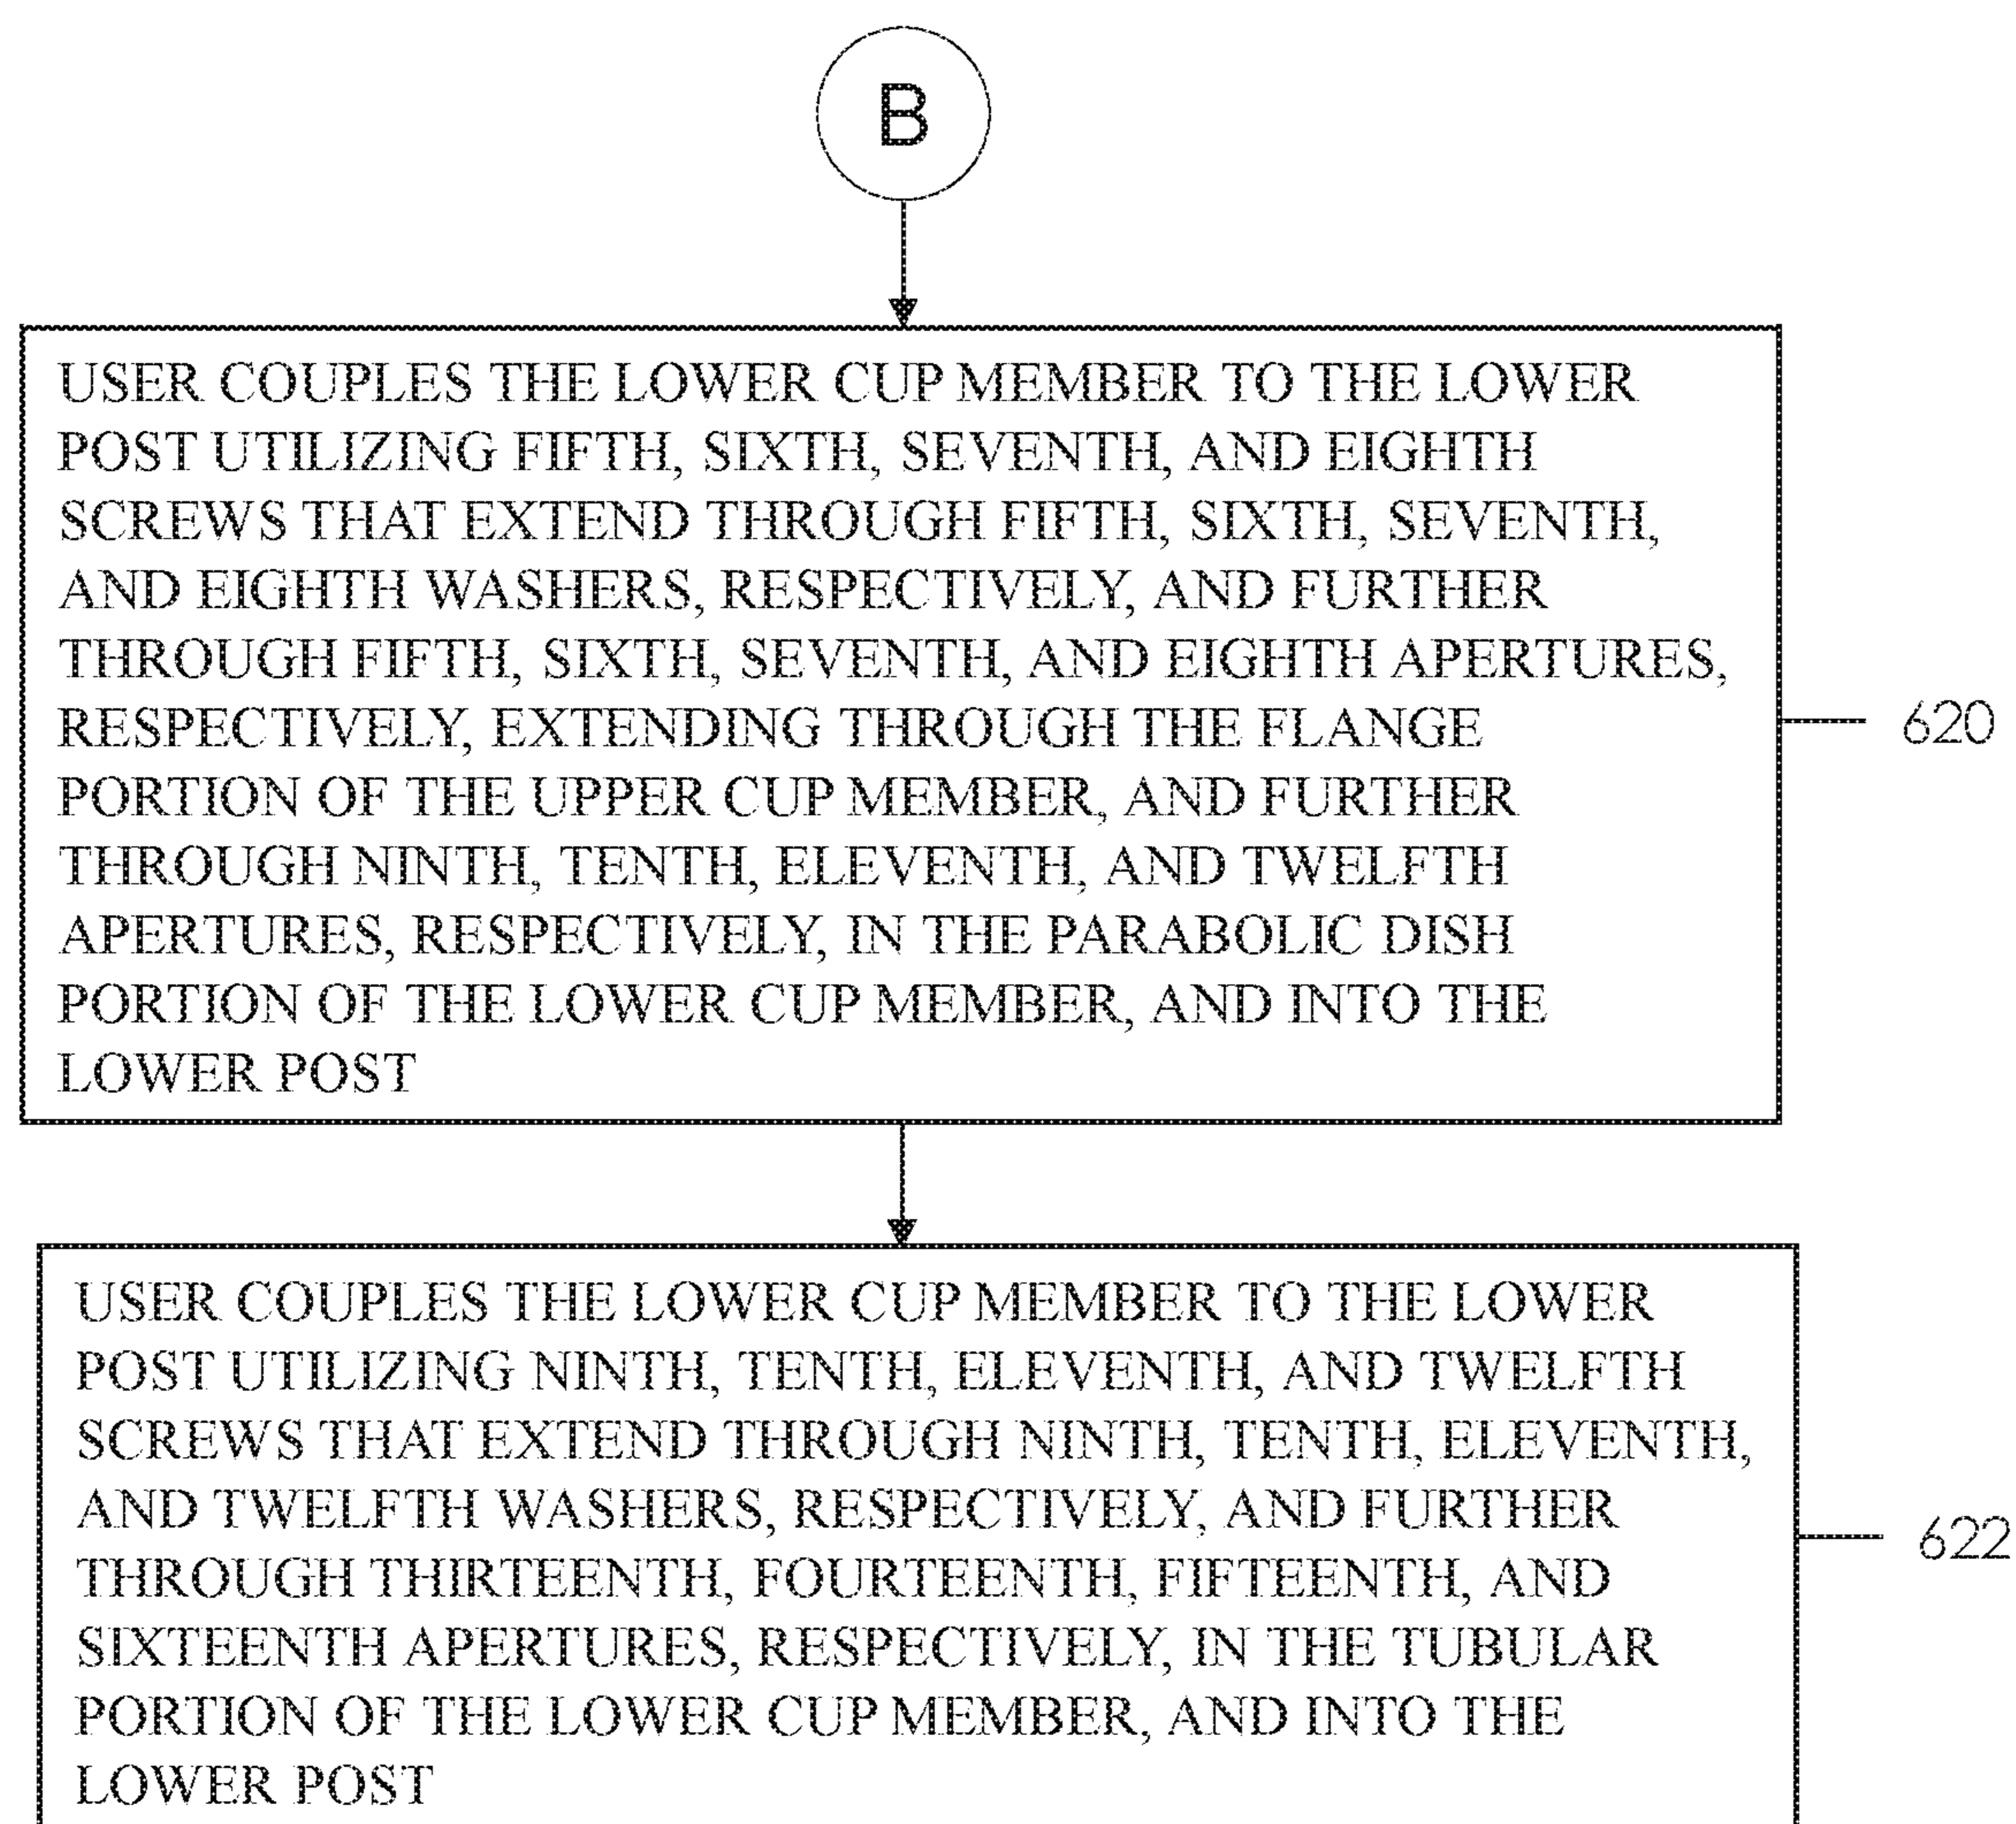 B
USER COUPLES THE LOWER CUP MEMBER TO THE LOWER
POST UTILIZING FIFTH, SIXTH, SEVENTH, AND EIGHTH
SCREWS THAT EXTEND THROUGH FIFTH, SIXTH, SEVENTH,
AND EIGHTH WASHERS, RESPECTIVELY, AND FURTHER
THROUGH FIFTH, SIXTH, SEVENTH, AND EIGHTH APERTURES,
RESPECTIVELY, EXTENDING THROUGH THE FLANGE
PORTION OF THE UPPER CUP MEMBER, AND FURTHER
THROUGH NINTH, TENTH, ELEVENTH, AND TWELFTH
APERTURES, RESPECTIVELY, IN THE PARABOLIC DISH
PORTION OF THE LOWER CUP MEMBER, AND INTO THE
LOWER POST
620
USER COUPLES THE LOWER CUP MEMBER TO THE LOWER
POST UTILIZING NINTH, TENTH, ELEVENTH, AND TWELFTH
SCREWS THAT EXTEND THROUGH NINTH, TENTH, ELEVENTH,
AND TWELFTH WASHERS, RESPECTIVELY, AND FURTHER
THROUGH THIRTEENTH, FOURTEENTH, FIFTEENTH, AND
SIXTEENTH APERTURES, RESPECTIVELY, IN THE TUBULAR
PORTION OF THE LOWER CUP MEMBER, AND INTO THE
LOWER POST
622